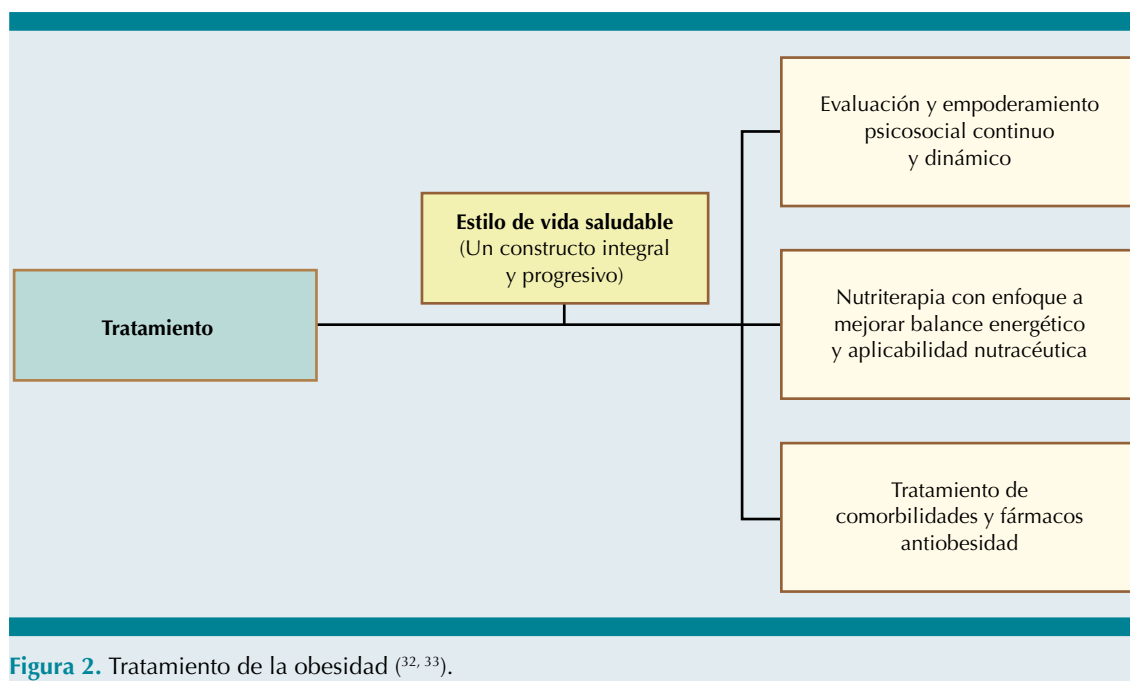 Evaluación y empoderamiento
psicosocial continuo
y dinámico
Estilo de vida saludable
(Un constructo integral
y progresivo)
Tratamiento
Nutriterapia con enfoque a
mejorar balance energético
y aplicabilidad nutracéutica
Tratamiento de
comorbilidades y fármacos
antiobesidad
Figura 2. Tratamiento de la obesidad (32, 33).